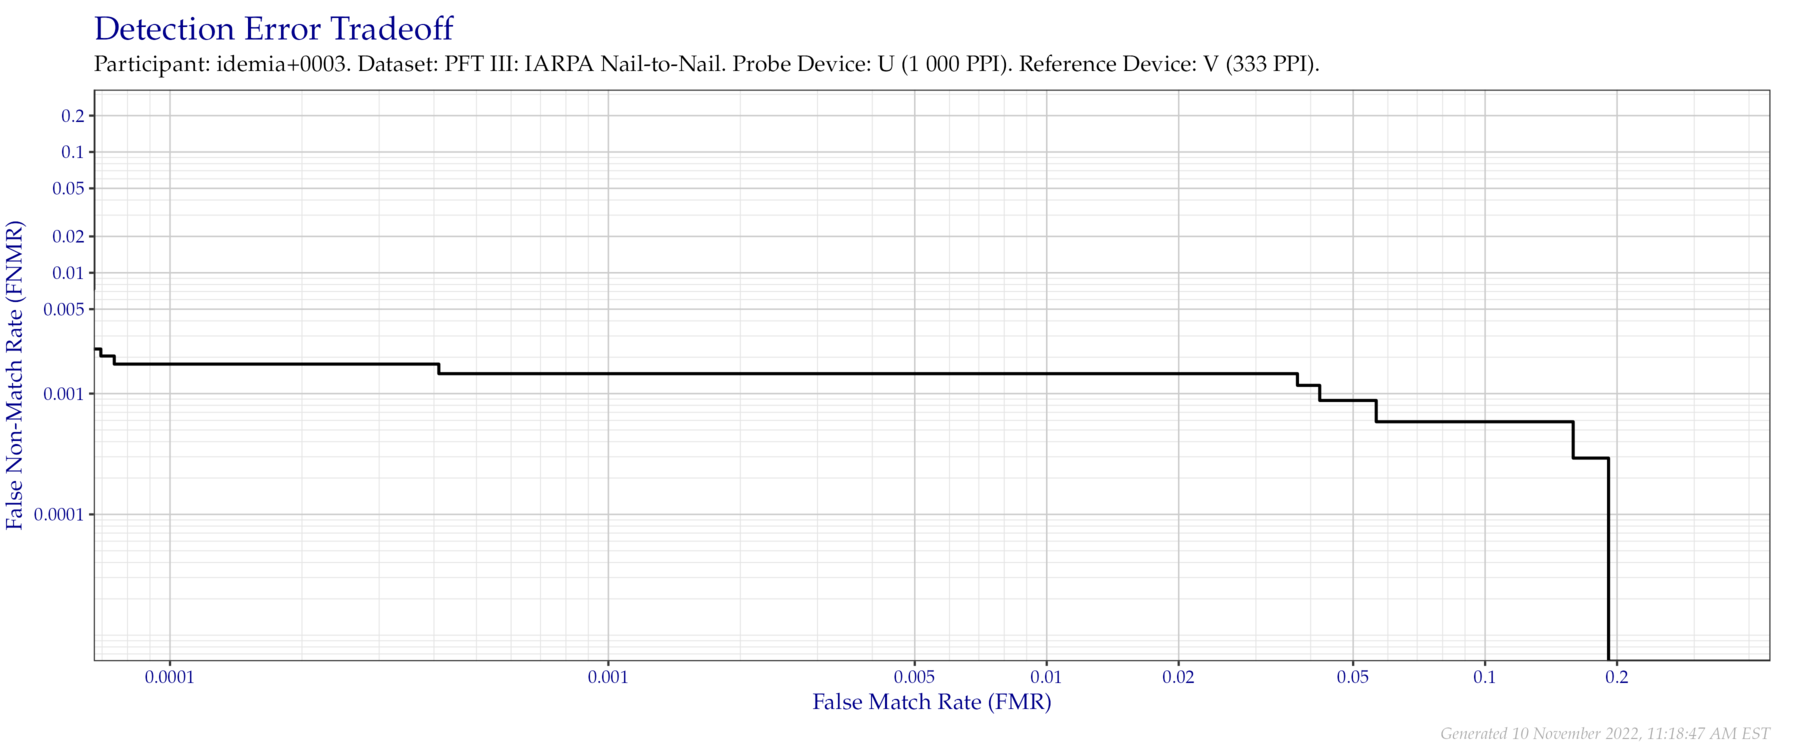 Detection Error Tradeoff
Participant: idemia+0003. Dataset: PFT III: IARPA Nail-to-Nail. Probe Device: U (1 000 PPI). Reference Device: V (333 PPI).
False Non-Match Rate (FNMR)
0.2
0.1
0.05
0.02
0.01
0.005
0.001
0.0001
0.0001 0.001 0.005 0.01 0.02 0.05 0.1 0.2
False Match Rate (FMR)
Generated 10 November 2022, 11:18:47 AM EST